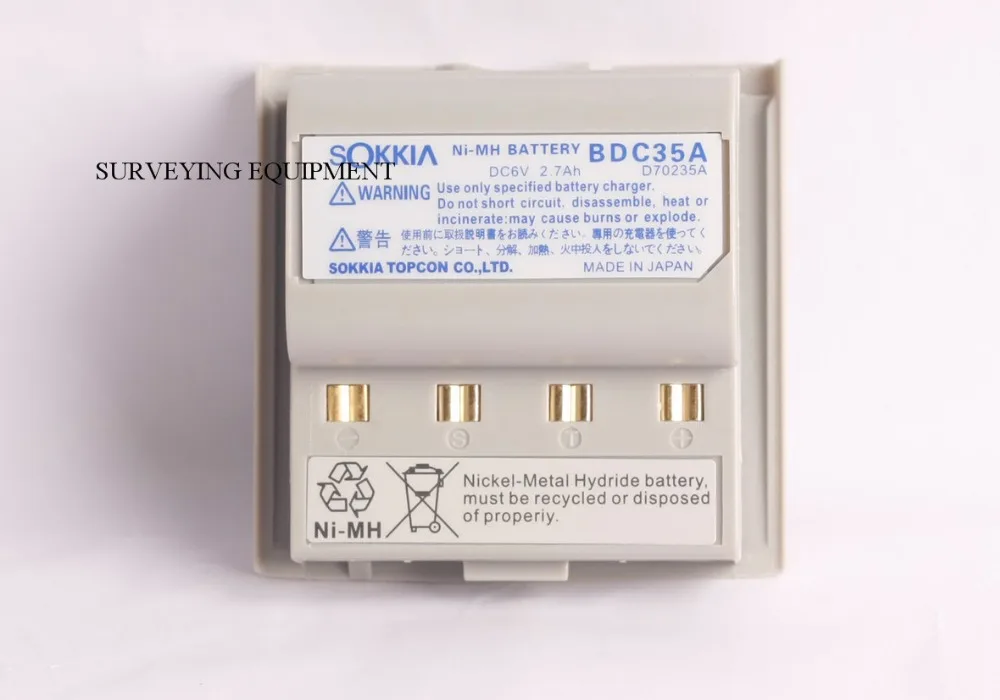 SOKKIA Ni-MH BATTERY BDC35A
DC6V 2.7Ah D70235A
SURVEYING EQUIPMENT
WARNING Use only specified battery charger.
Do not short circuit, disassemble, heat or
incinerate:may cause burns or explode.
警告 使用前に取扱説明書をお読みください。専用の充電器を使ってく
ださい。ショート、分解、加熱、火中投入をしないでください。
SOKKIA TOPCON CO.,LTD. MADE IN JAPAN
S T +
Nickel-Metal Hydride battery,
must be recycled or disposed
of properiy.
Ni-MH